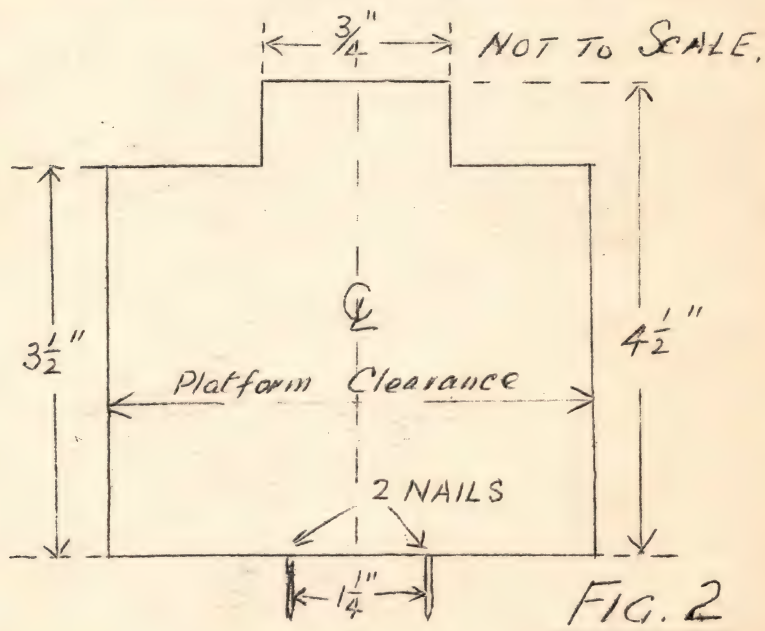 3/4"
NOT TO SCALE.
℄
3 1/2"
4 1/2"
Platform Clearance
2 NAILS
1 1/4"
FIG. 2